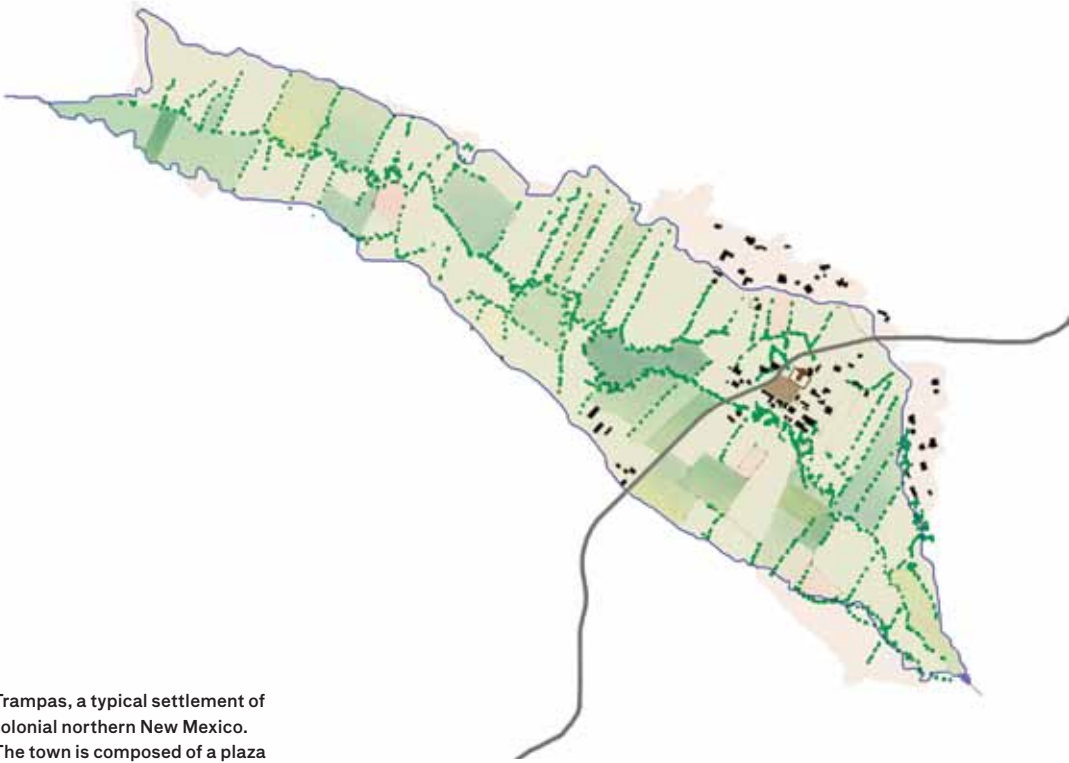 Trampas, a typical settlement of
colonial northern New Mexico.
The town is composed of a plaza